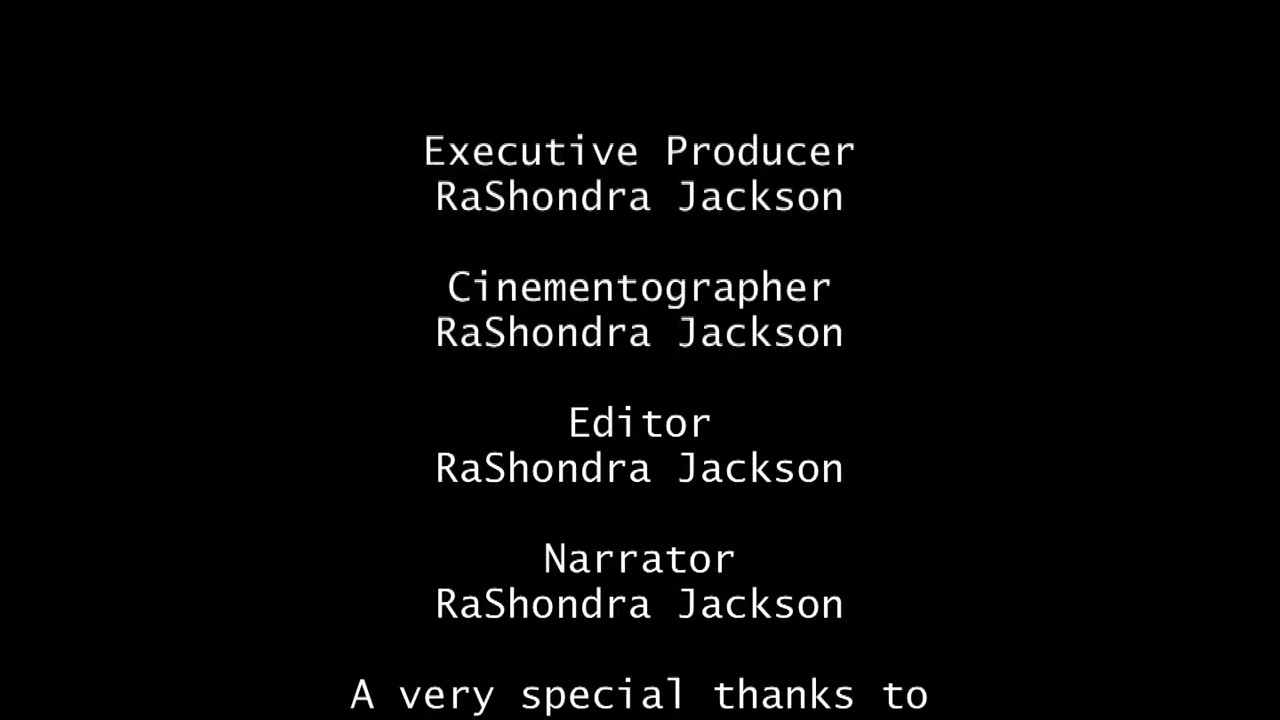 Executive Producer
RaShondra Jackson
Cinementographer
RaShondra Jackson
Editor
RaShondra Jackson
Narrator
RaShondra Jackson
A very special thanks to